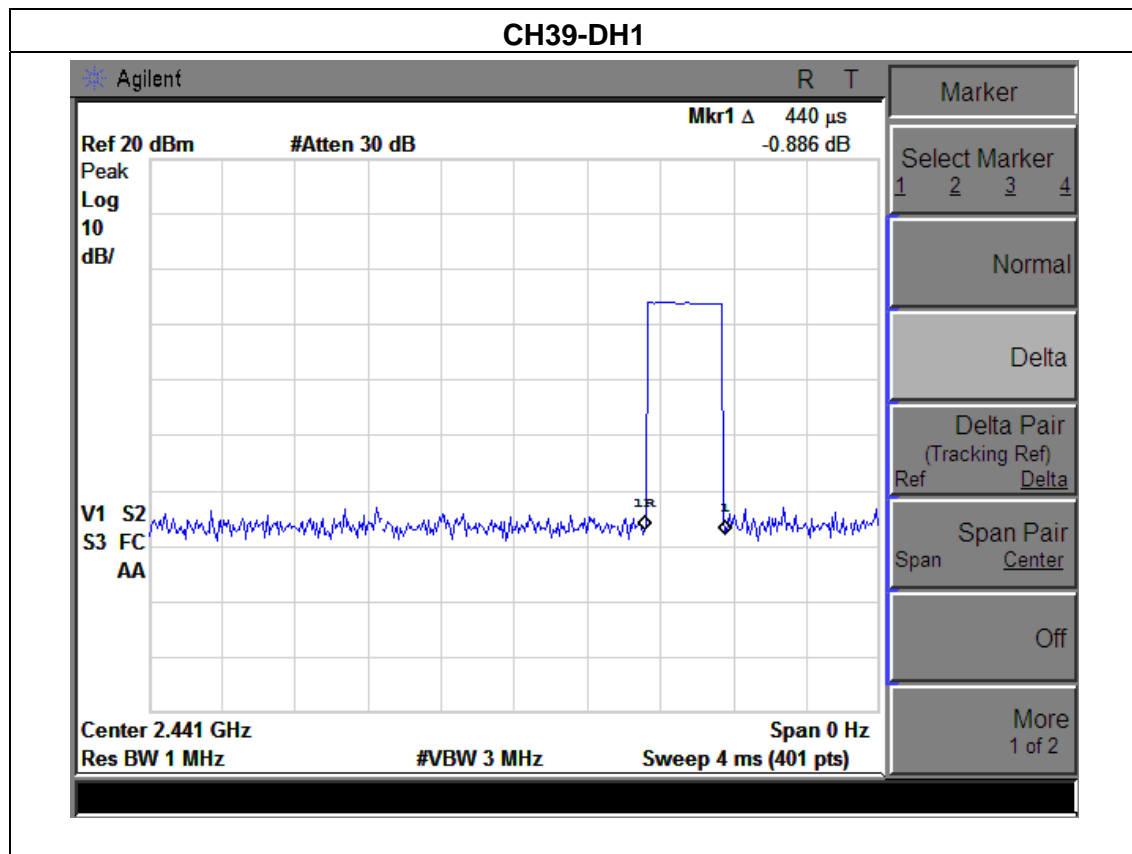 CH39-DH1
Agilent R T
Mkr1 Δ 440 µs
Ref 20 dBm #Atten 30 dB -0.886 dB
Peak
Log
10
dB/
1R 1
V1 S2
S3 FC
AA
Center 2.441 GHz Span 0 Hz
Res BW 1 MHz #VBW 3 MHz Sweep 4 ms (401 pts)
Marker
Select Marker
1 2 3 4
Normal
Delta
Delta Pair
(Tracking Ref)
Ref Delta
Span Pair
Span Center
Off
More
1 of 2